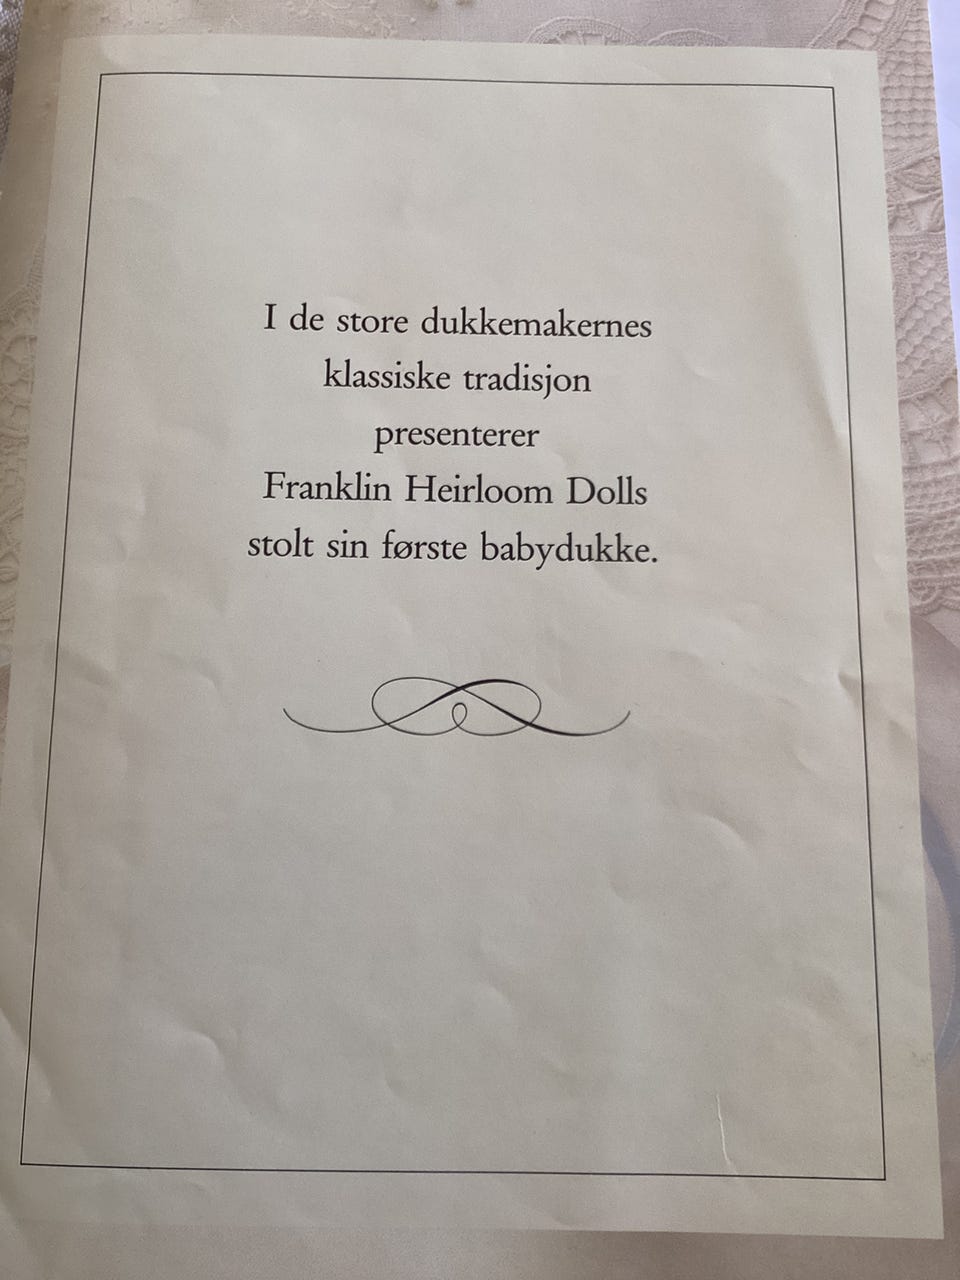 I de store dukkemakernes
klassiske tradisjon
presenterer
Franklin Heirloom Dolls
stolt sin første babydukke.